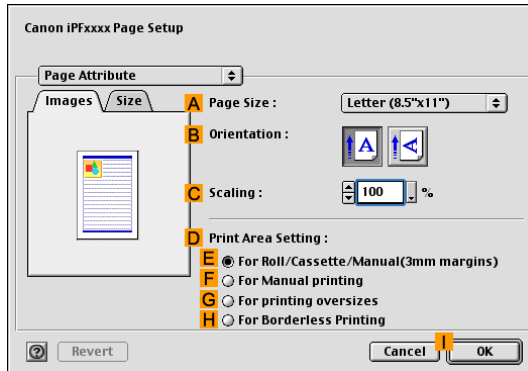 Canon iPFxxxx Page Setup
Page Attribute
Images Size
A Page Size : Letter (8.5"x11")
B Orientation : A A
C Scaling : 100 %
D Print Area Setting :
E For Roll/Cassette/Manual(3mm margins)
F For Manual printing
G For printing oversizes
H For Borderless Printing
I
? Revert Cancel OK